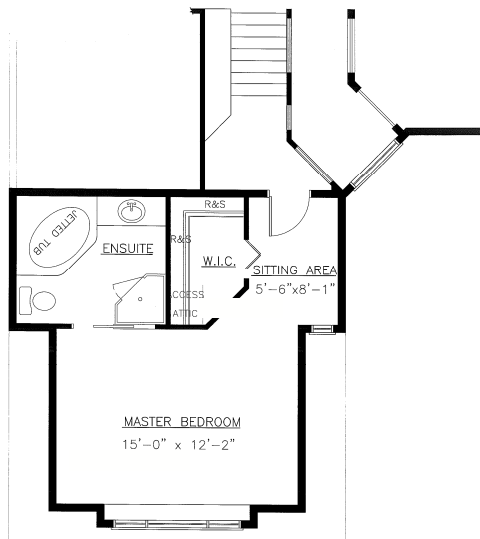 R&S
JETTED TUB
R&S
ENSUITE
W.I.C.
SITTING AREA
5'-6"x8'-1"
ACCESS
ATTIC
MASTER BEDROOM
15'-0" x 12'-2"